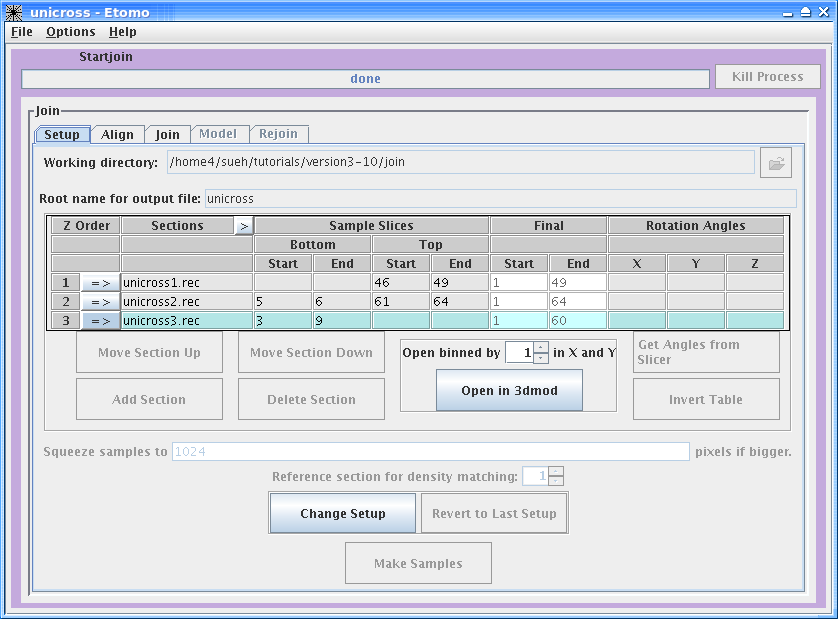 unicross - Etomo
File Options Help
Startjoin
done Kill Process
Join
Setup Align Join Model Rejoin
Working directory: /home4/sueh/tutorials/version3-10/join
Root name for output file: unicross
Z Order Sections > Sample Slices Final Rotation Angles
Bottom Top
Start End Start End Start End X Y Z
1 => unicross1.rec 46 49 1 49
2 => unicross2.rec 5 6 61 64 1 64
3 => unicross3.rec 3 9 1 60
Move Section Up Move Section Down Open binned by 1 in X and Y Get Angles from
Slicer
Add Section Delete Section Open in 3dmod Invert Table
Squeeze samples to 1024 pixels if bigger.
Reference section for density matching: 1
Change Setup Revert to Last Setup
Make Samples